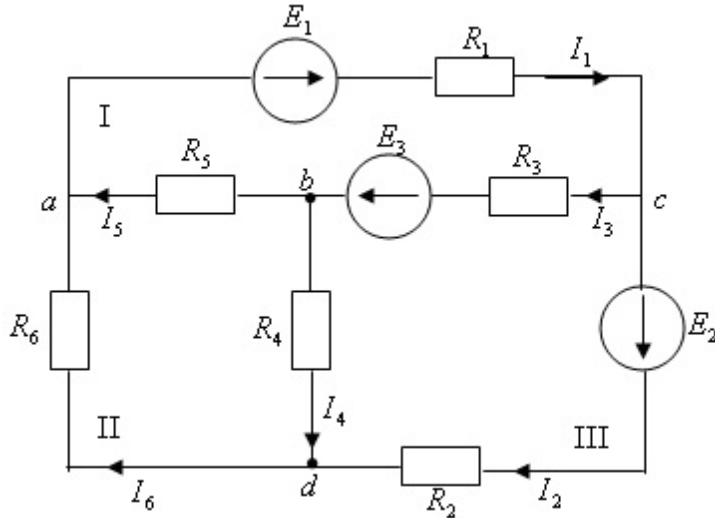 E₁
R₁
I₁
I
R₅
E₃
R₃
a
b
c
I₅
I₃
R₆
R₄
E₂
II
I₄
III
I₆
d
R₂
I₂